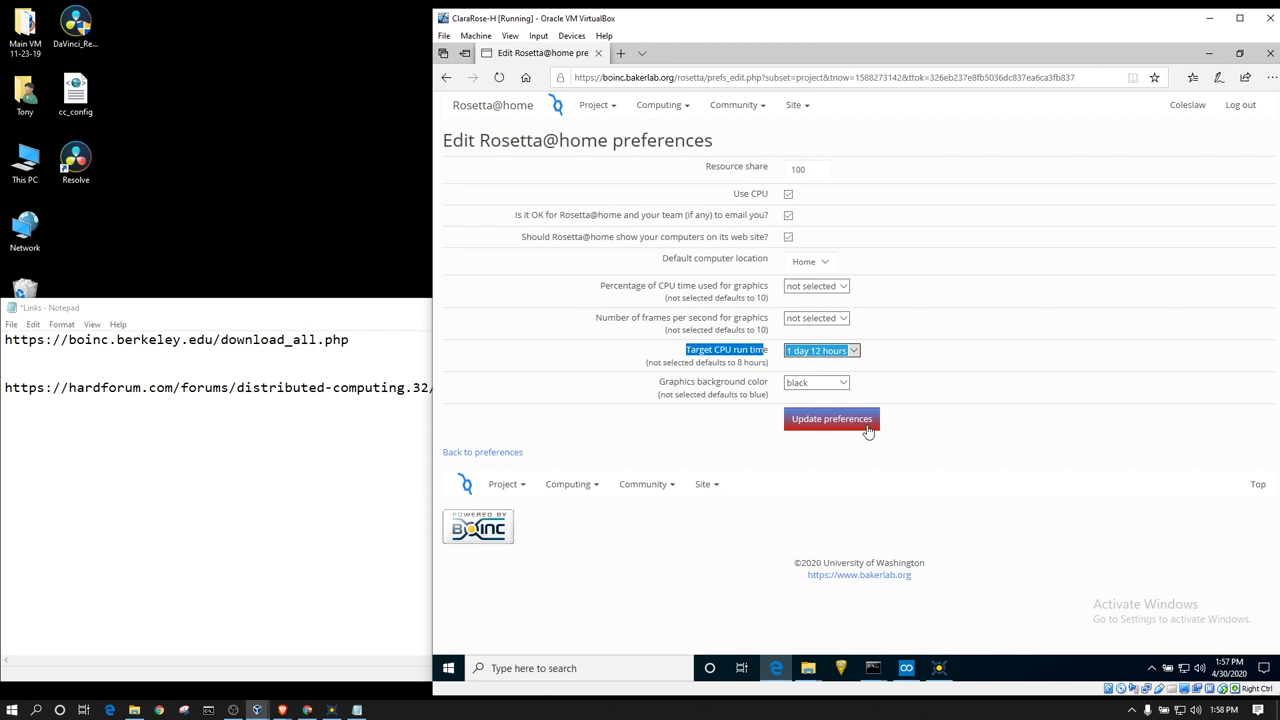 Main VM
11-23-19
DaVinci_Re...
Tony
cc_config
This PC
Resolve
Network
*Links - Notepad
File Edit Format View Help
https://boinc.berkeley.edu/download_all.php
https://hardforum.com/forums/distributed-computing.32/
ClaraRose-H [Running] - Oracle VM VirtualBox
File Machine View Input Devices Help
Edit Rosetta@home pre
https://boinc.bakerlab.org/rosetta/prefs_edit.php?subset=project&tnow=1588273142&ttok=326eb237e8fb5036dc837ea6ca3fb837
Rosetta@home Project Computing Community Site Coleslaw Log out
Edit Rosetta@home preferences
Resource share 100
Use CPU
Is it OK for Rosetta@home and your team (if any) to email you?
Should Rosetta@home show your computers on its web site?
Default computer location Home
Percentage of CPU time used for graphics not selected
(not selected defaults to 10)
Number of frames per second for graphics not selected
(not selected defaults to 10)
Target CPU run time 1 day 12 hours
(not selected defaults to 8 hours)
Graphics background color black
(not selected defaults to blue)
Update preferences
Back to preferences
Project Computing Community Site Top
POWERED BY
BOINC
©2020 University of Washington
https://www.bakerlab.org
Activate Windows
Go to Settings to activate Windows.
Type here to search
1:57 PM
4/30/2020
Right Ctrl
1:58 PM